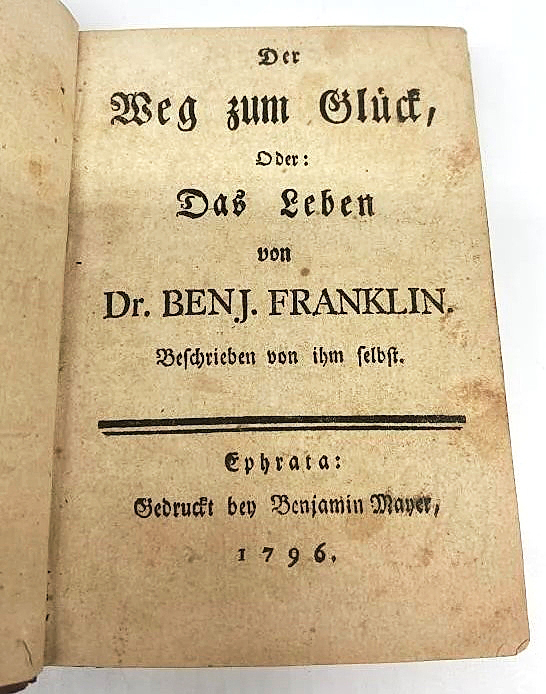 Der
Weg zum Glück,
Oder:
Das Leben
von
Dr. BENJ. FRANKLIN.
Beſchrieben von ihm ſelbſt.
Ephrata:
Gedruckt bey Benjamin Mayer,
1796.